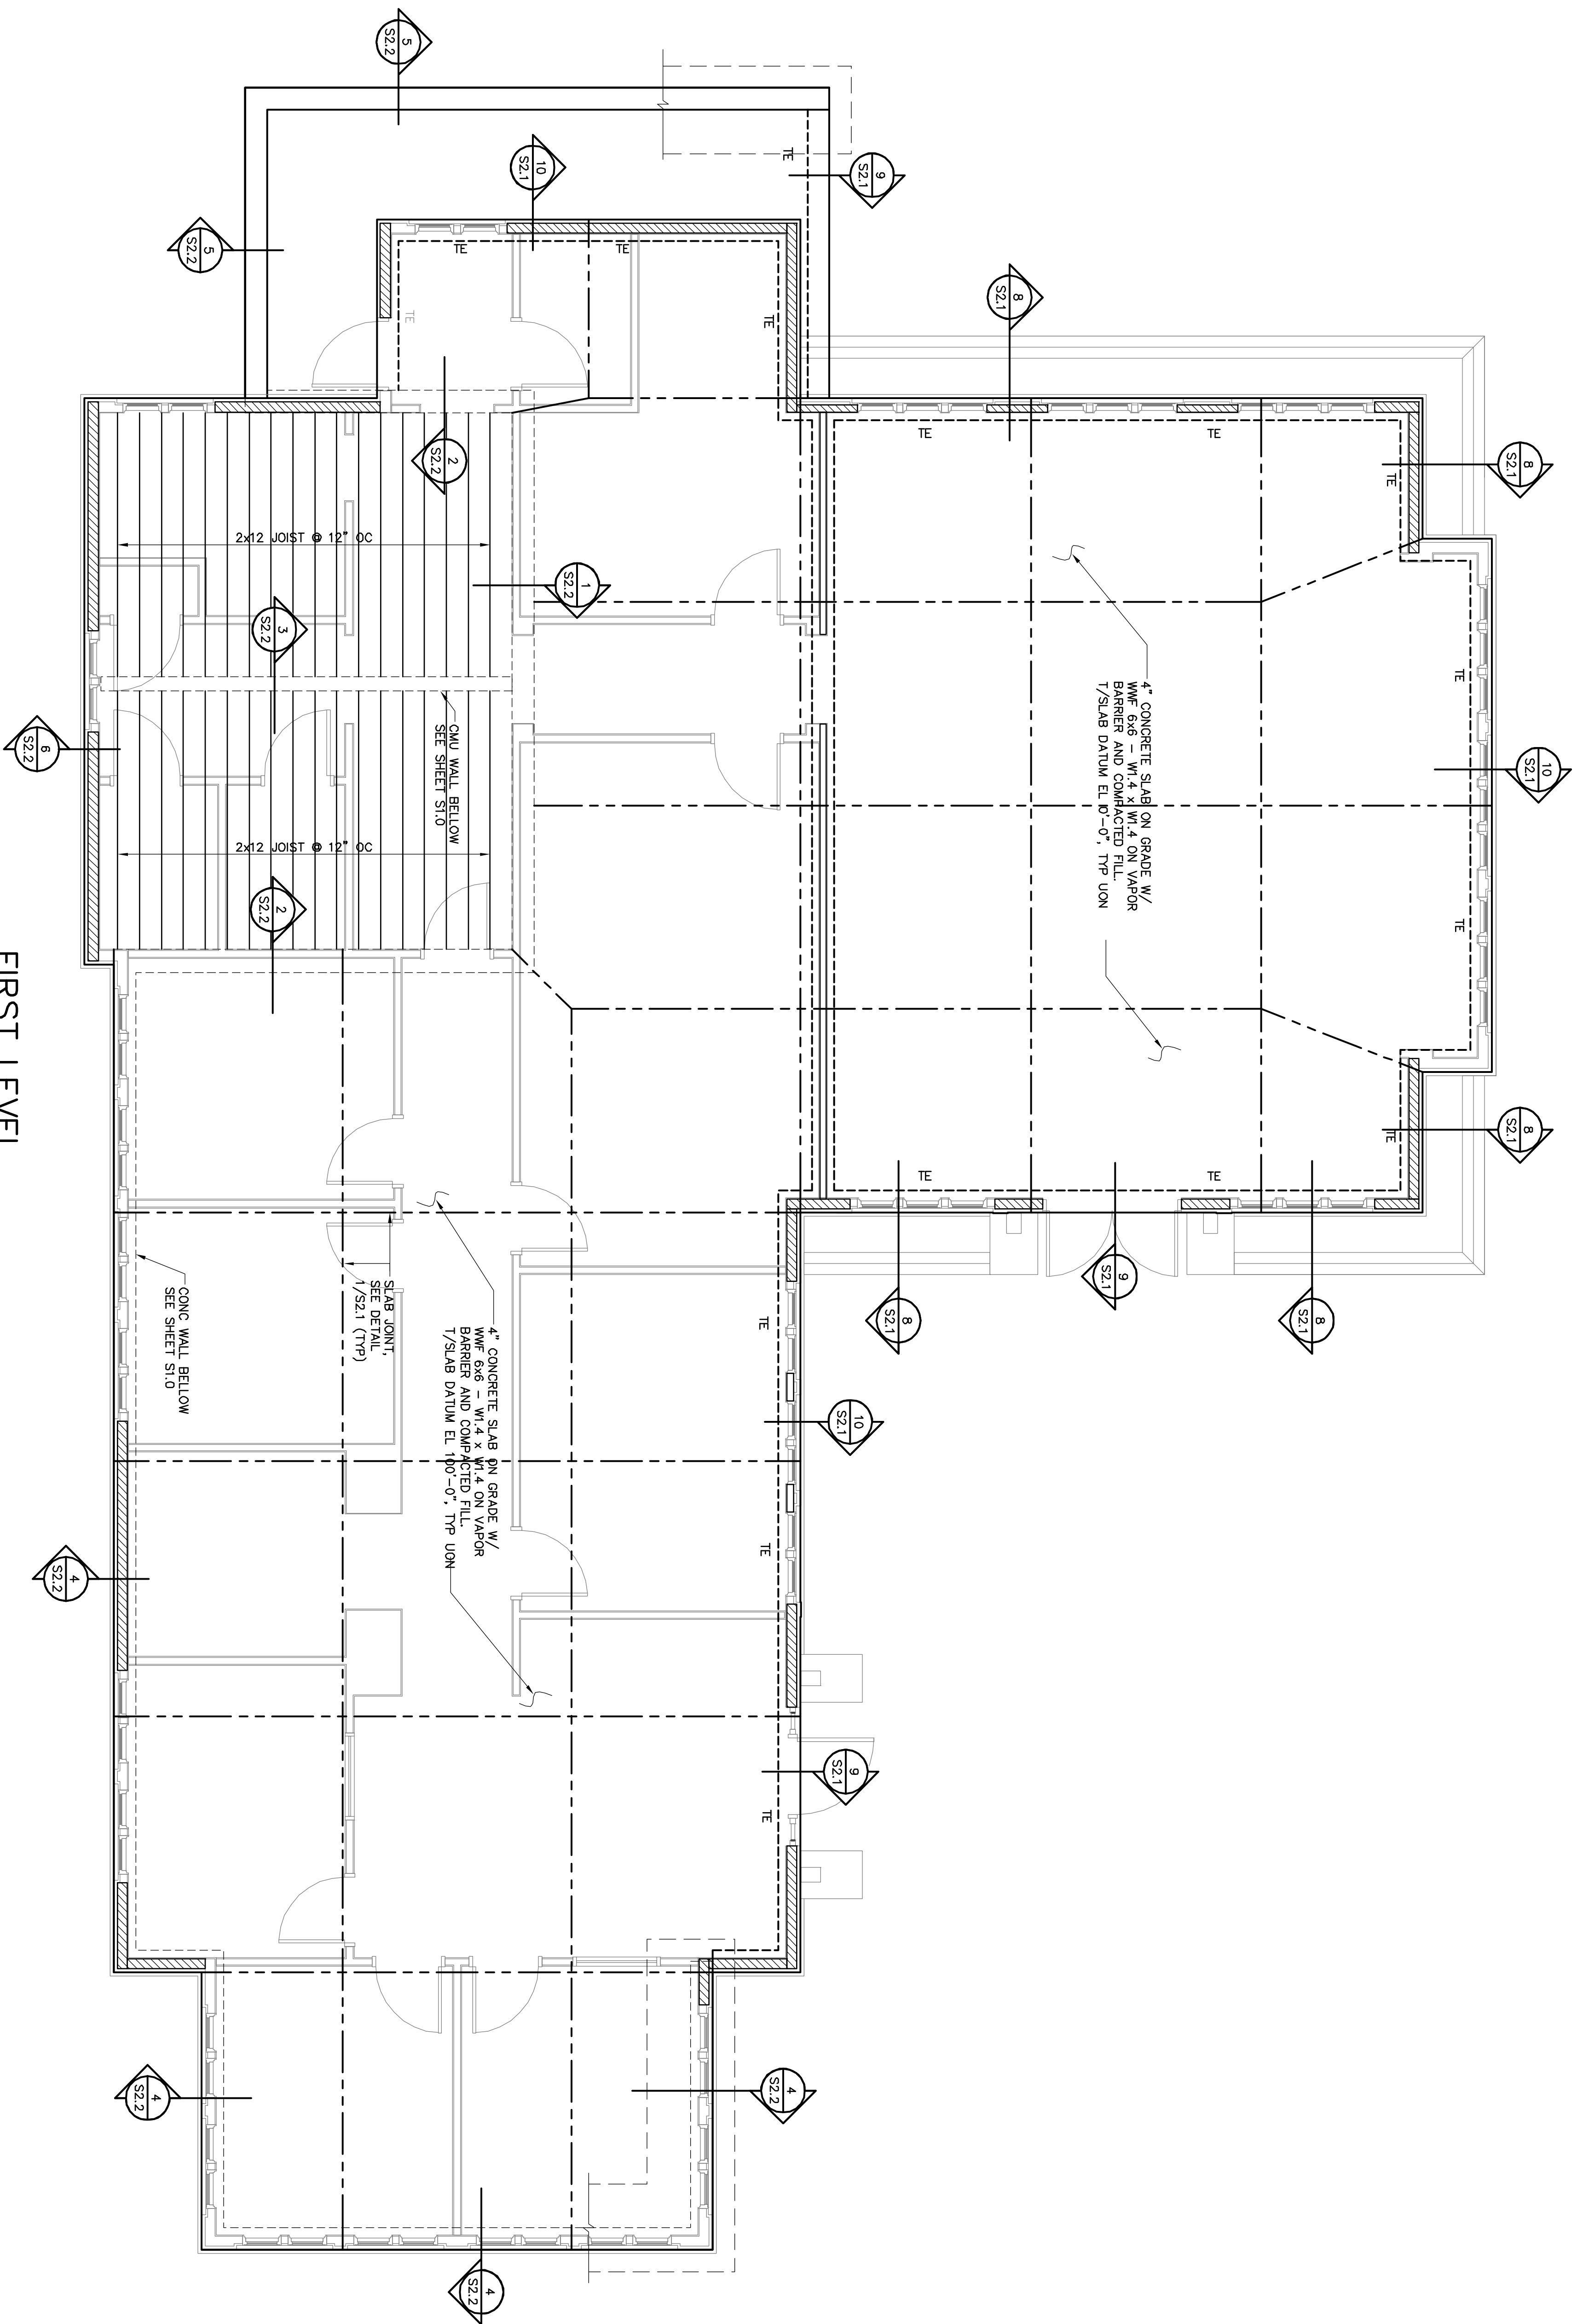 10
S2.1
8
S2.1
8
S2.1
TE
TE
TE
TE
8
S2.1
TE
TE
4" CONCRETE SLAB ON GRADE W/
WWF 6x6 - W1.4 x W1.4 ON VAPOR
BARRIER AND COMPACTED FILL.
T/SLAB DATUM EL 0'-0", TYP UON
9
S2.1
8
S2.1
TE
TE
8
S2.1
9
S2.1
10
S2.1
9
S2.1
TE
4
S2.2
TE
TE
TE
TE
TE
1
S2.2
10
S2.1
4
S2.2
4" CONCRETE SLAB ON GRADE W/
WWF 6x6 - W1.4 x W1.4 ON VAPOR
BARRIER AND COMPACTED FILL.
T/SLAB DATUM EL 100'-0", TYP UON
TE
2
S2.2
CMU WALL BELLOW
SEE SHEET S1.0
TE
5
S2.2
SLAB JOINT,
SEE DETAIL
1/S2.1 (TYP)
2x12 JOIST @ 12" OC
2x12 JOIST @ 12" OC
3
S2.2
2
S2.2
5
S2.2
CONC WALL BELLOW
SEE SHEET S1.0
4
S2.2
4
S2.2
6
S2.2
FIRST LEVEL